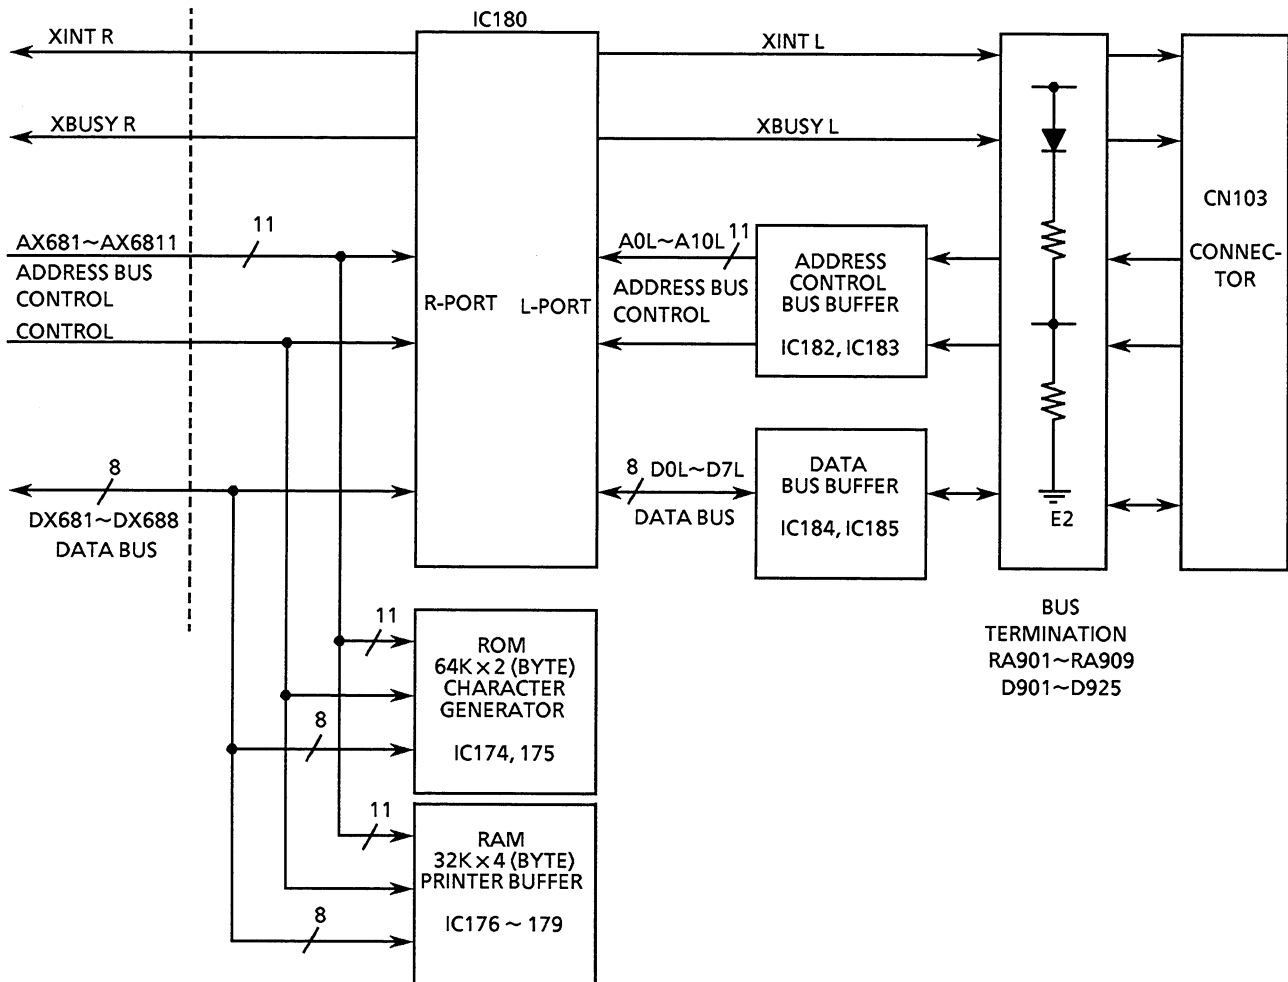 IC180
XINT R
XINT L
XBUSY R
XBUSY L
CN103
CONNEC-
TOR
11
AX681~AX6811
ADDRESS BUS
CONTROL
CONTROL
R-PORT
L-PORT
A0L~A10L
11
ADDRESS BUS
CONTROL
ADDRESS
CONTROL
BUS BUFFER
IC182, IC183
8
DX681~DX688
DATA BUS
8
D0L~D7L
DATA BUS
DATA
BUS BUFFER
IC184, IC185
E2
BUS
TERMINATION
RA901~RA909
D901~D925
11
8
ROM
64K × 2 (BYTE)
CHARACTER
GENERATOR
IC174, 175
11
8
RAM
32K × 4 (BYTE)
PRINTER BUFFER
IC176 ~ 179